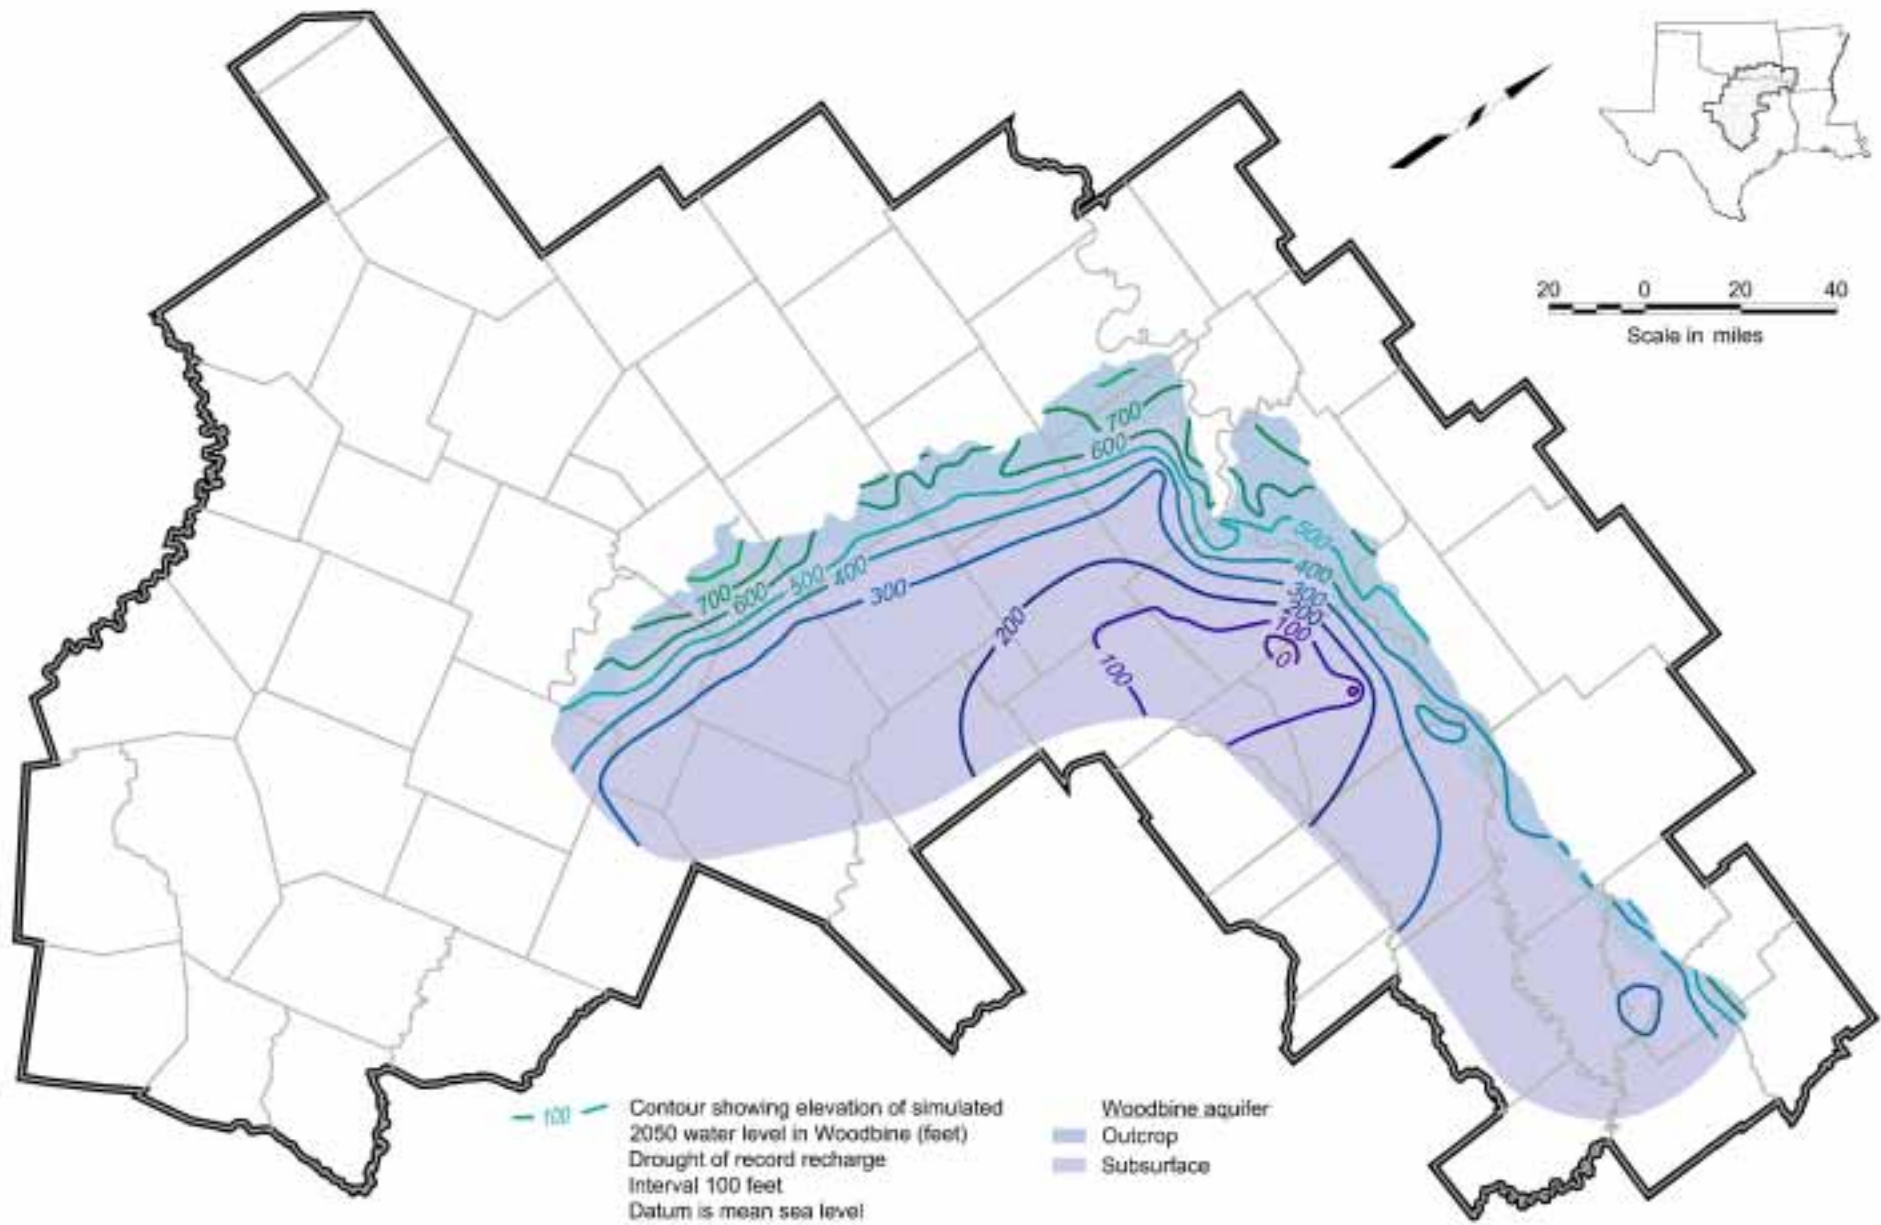 20 0 20 40
Scale in miles
700
600
500
400
300
200
100
0
100
200
700
600
500
400
300
100
Contour showing elevation of simulated
2050 water level in Woodbine (feet)
Drought of record recharge
Interval 100 feet
Datum is mean sea level
Woodbine aquifer
Outcrop
Subsurface